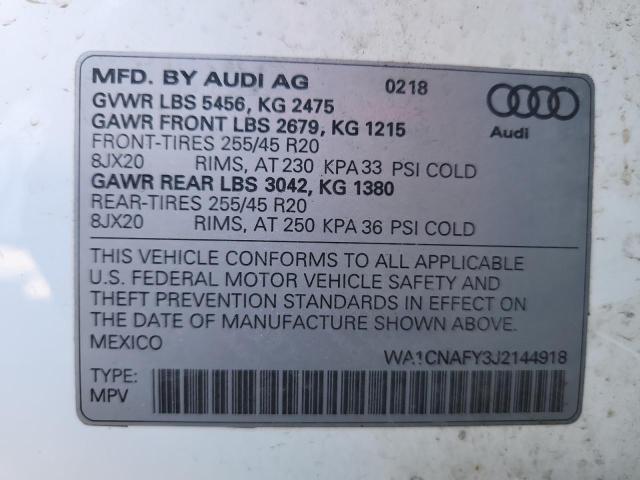 MFD. BY AUDI AG 0218
GVWR LBS 5456, KG 2475
GAWR FRONT LBS 2679, KG 1215
FRONT-TIRES 255/45 R20
8JX20 RIMS, AT 230 KPA 33 PSI COLD
GAWR REAR LBS 3042, KG 1380
REAR-TIRES 255/45 R20
8JX20 RIMS, AT 250 KPA 36 PSI COLD
Audi
THIS VEHICLE CONFORMS TO ALL APPLICABLE
U.S. FEDERAL MOTOR VEHICLE SAFETY AND
THEFT PREVENTION STANDARDS IN EFFECT ON
THE DATE OF MANUFACTURE SHOWN ABOVE.
MEXICO
WA1CNAFY3J2144918
TYPE:
MPV